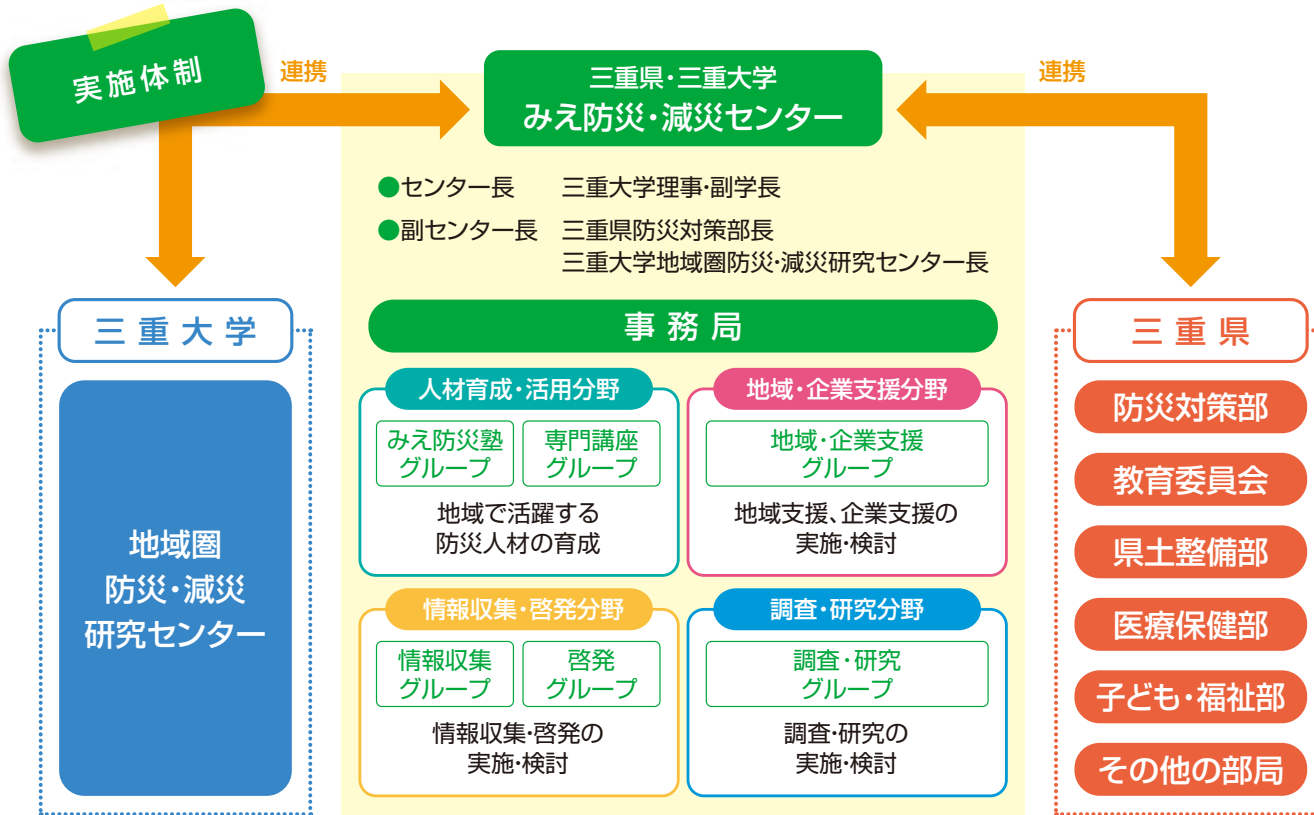 実施体制
連携
三重県・三重大学
みえ防災・減災センター
連携
●センター長 三重大学理事・副学長
●副センター長 三重県防災対策部長
三重大学地域圏防災・減災研究センター長
三重大学
地域圏
防災・減災
研究センター
事務局
人材育成・活用分野
みえ防災塾
グループ
専門講座
グループ
地域で活躍する
防災人材の育成
地域・企業支援分野
地域・企業支援
グループ
地域支援、企業支援の
実施・検討
情報収集・啓発分野
情報収集
グループ
啓発
グループ
情報収集・啓発の
実施・検討
調査・研究分野
調査・研究
グループ
調査・研究の
実施・検討
三重県
防災対策部
教育委員会
県土整備部
医療保健部
子ども・福祉部
その他の部局